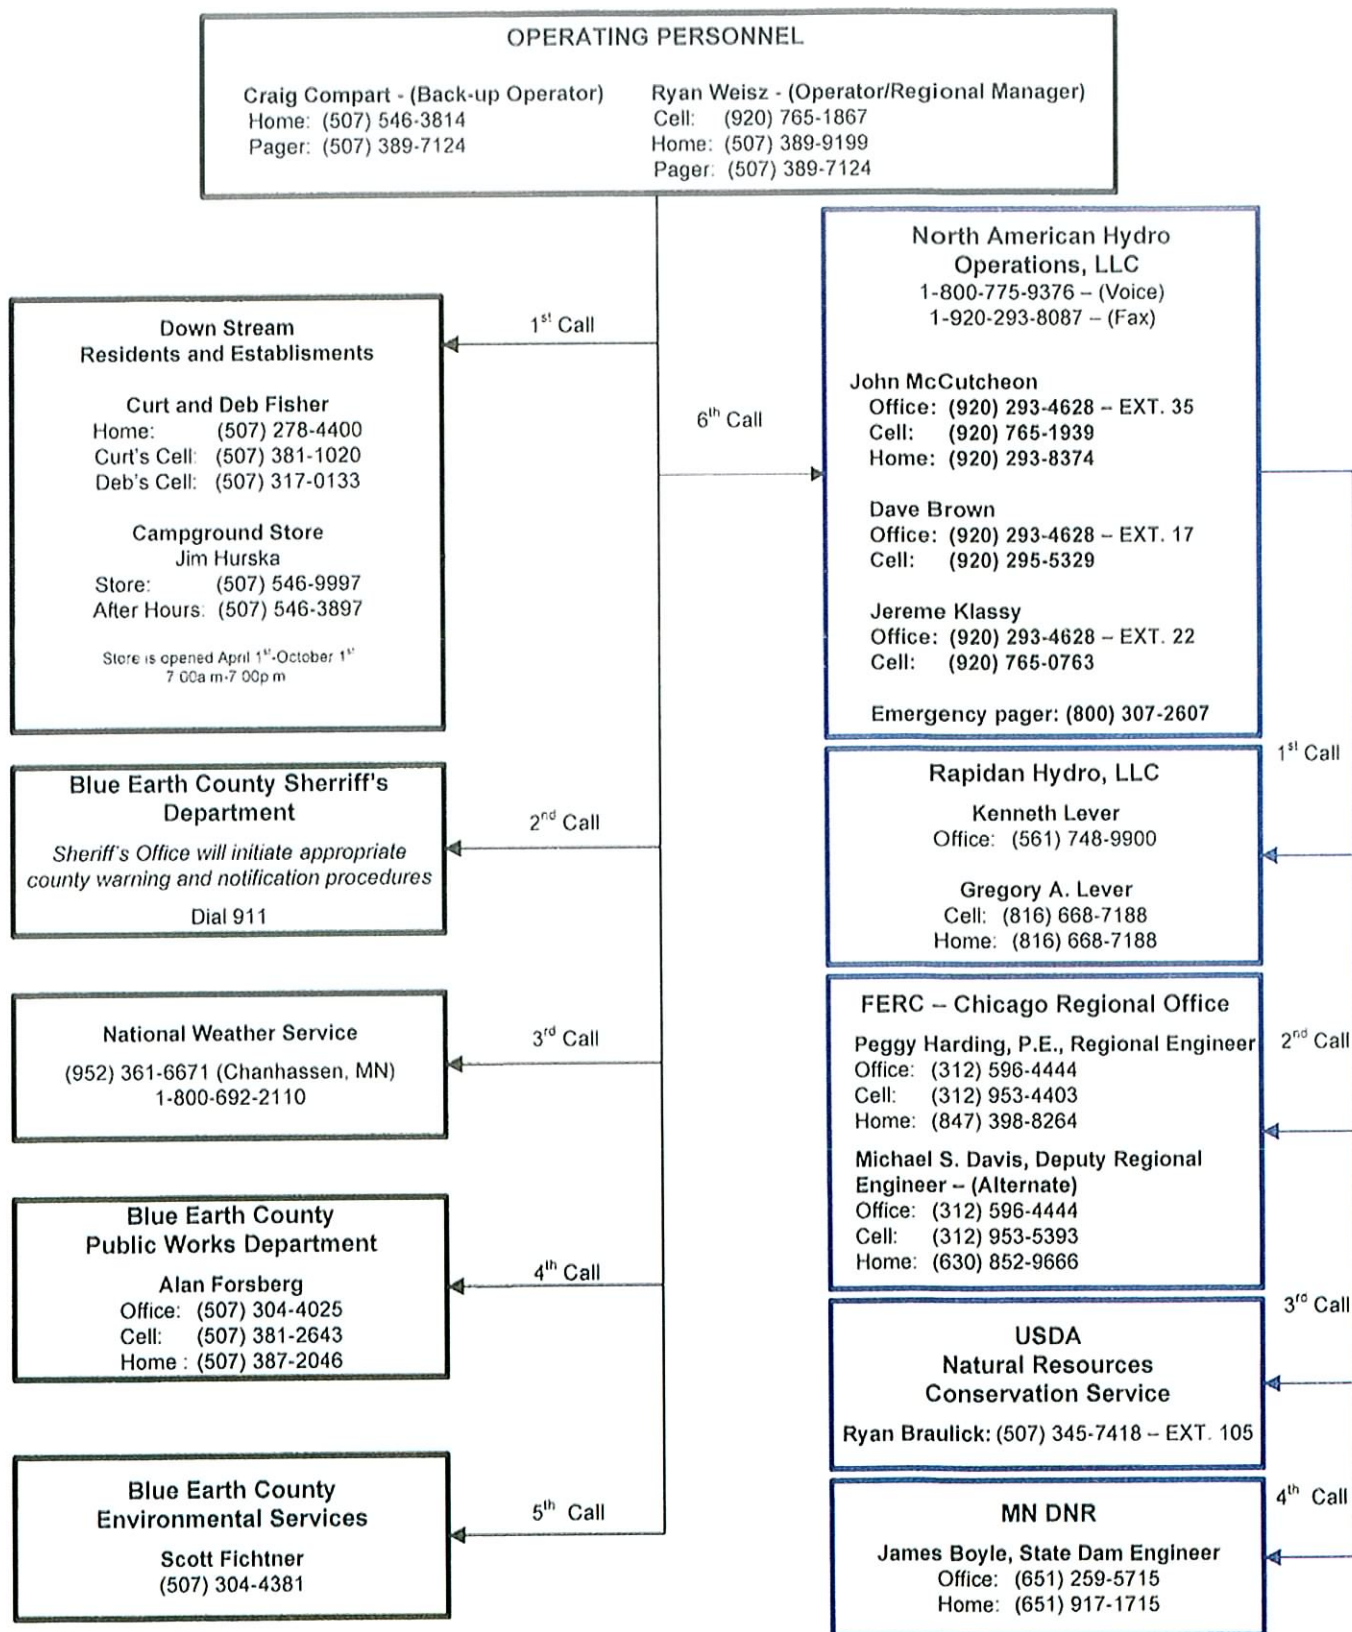 OPERATING PERSONNEL
Craig Compart - (Back-up Operator)
Home: (507) 546-3814
Pager: (507) 389-7124
Ryan Weisz - (Operator/Regional Manager)
Cell: (920) 765-1867
Home: (507) 389-9199
Pager: (507) 389-7124
1st Call
Down Stream
Residents and Establisments
Curt and Deb Fisher
Home: (507) 278-4400
Curt's Cell: (507) 381-1020
Deb's Cell: (507) 317-0133
Campground Store
Jim Hurska
Store: (507) 546-9997
After Hours: (507) 546-3897
Store is opened April 1st-October 1st
7 00a m-7 00p m
2nd Call
Blue Earth County Sherriff's
Department
Sheriff's Office will initiate appropriate
county warning and notification procedures
Dial 911
3rd Call
National Weather Service
(952) 361-6671 (Chanhassen, MN)
1-800-692-2110
4th Call
Blue Earth County
Public Works Department
Alan Forsberg
Office: (507) 304-4025
Cell: (507) 381-2643
Home : (507) 387-2046
5th Call
Blue Earth County
Environmental Services
Scott Fichtner
(507) 304-4381
6th Call
North American Hydro
Operations, LLC
1-800-775-9376 – (Voice)
1-920-293-8087 – (Fax)
John McCutcheon
Office: (920) 293-4628 – EXT. 35
Cell: (920) 765-1939
Home: (920) 293-8374
Dave Brown
Office: (920) 293-4628 – EXT. 17
Cell: (920) 295-5329
Jereme Klassy
Office: (920) 293-4628 – EXT. 22
Cell: (920) 765-0763
Emergency pager: (800) 307-2607
1st Call
Rapidan Hydro, LLC
Kenneth Lever
Office: (561) 748-9900
Gregory A. Lever
Cell: (816) 668-7188
Home: (816) 668-7188
2nd Call
FERC – Chicago Regional Office
Peggy Harding, P.E., Regional Engineer
Office: (312) 596-4444
Cell: (312) 953-4403
Home: (847) 398-8264
Michael S. Davis, Deputy Regional
Engineer – (Alternate)
Office: (312) 596-4444
Cell: (312) 953-5393
Home: (630) 852-9666
3rd Call
USDA
Natural Resources
Conservation Service
Ryan Braulick: (507) 345-7418 – EXT. 105
4th Call
MN DNR
James Boyle, State Dam Engineer
Office: (651) 259-5715
Home: (651) 917-1715